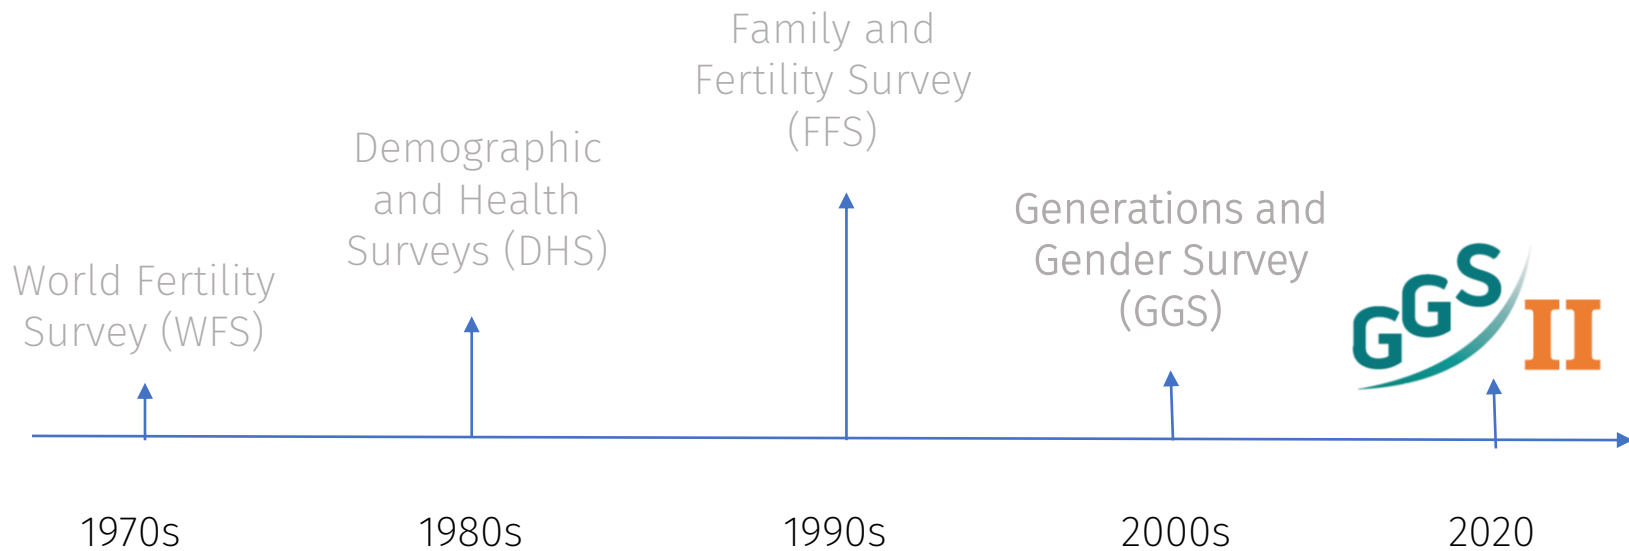 World Fertility
Survey (WFS)
Demographic
and Health
Surveys (DHS)
Family and
Fertility Survey
(FFS)
Generations and
Gender Survey
(GGS)
GGS II
1970s
1980s
1990s
2000s
2020